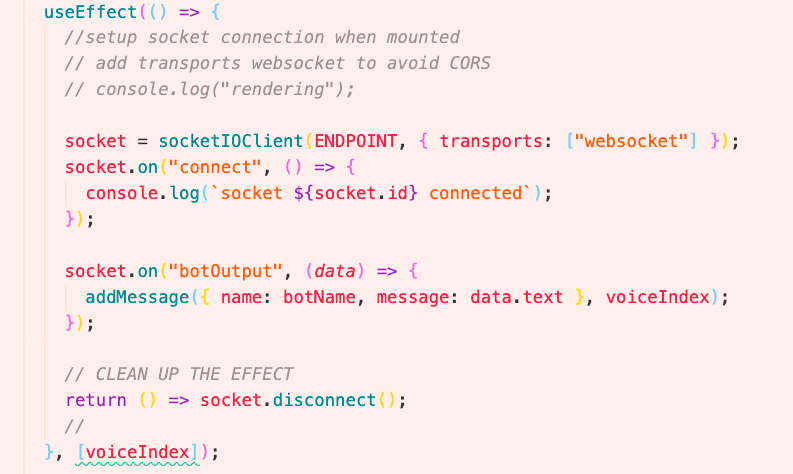 useEffect(() => {
  //setup socket connection when mounted
  // add transports websocket to avoid CORS
  // console.log("rendering");

  socket = socketIOClient(ENDPOINT, { transports: ["websocket"] });
  socket.on("connect", () => {
    console.log(`socket ${socket.id} connected`);
  });

  socket.on("botOutput", (data) => {
    addMessage({ name: botName, message: data.text }, voiceIndex);
  });

  // CLEAN UP THE EFFECT
  return () => socket.disconnect();
  //
}, [voiceIndex]);